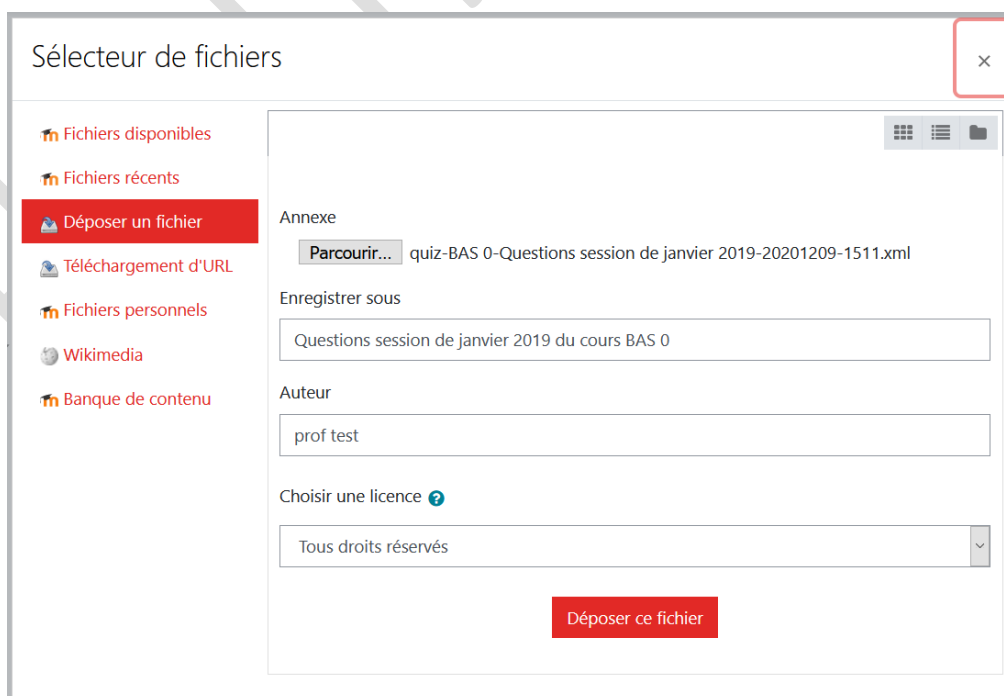 Sélecteur de fichiers
×
Fichiers disponibles
Fichiers récents
Déposer un fichier
Téléchargement d'URL
Fichiers personnels
Wikimedia
Banque de contenu
Annexe
Parcourir... quiz-BAS 0-Questions session de janvier 2019-20201209-1511.xml
Enregistrer sous
Questions session de janvier 2019 du cours BAS 0
Auteur
prof test
Choisir une licence ?
Tous droits réservés
Déposer ce fichier